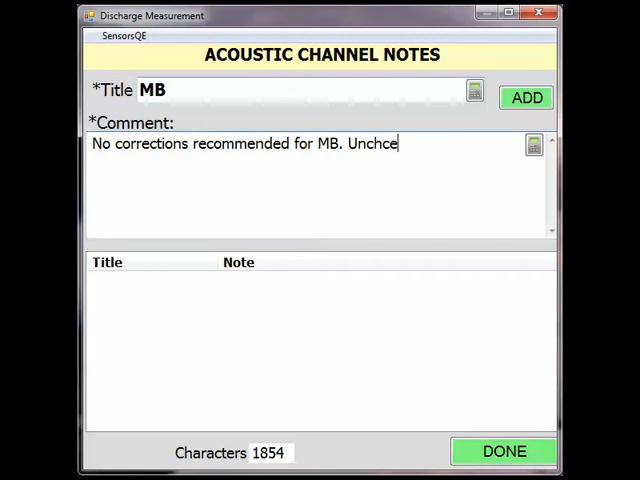 Discharge Measurement
SensorsQE
ACOUSTIC CHANNEL NOTES
*Title MB
ADD
*Comment:
No corrections recommended for MB. Unchce
Title Note
Characters 1854
DONE